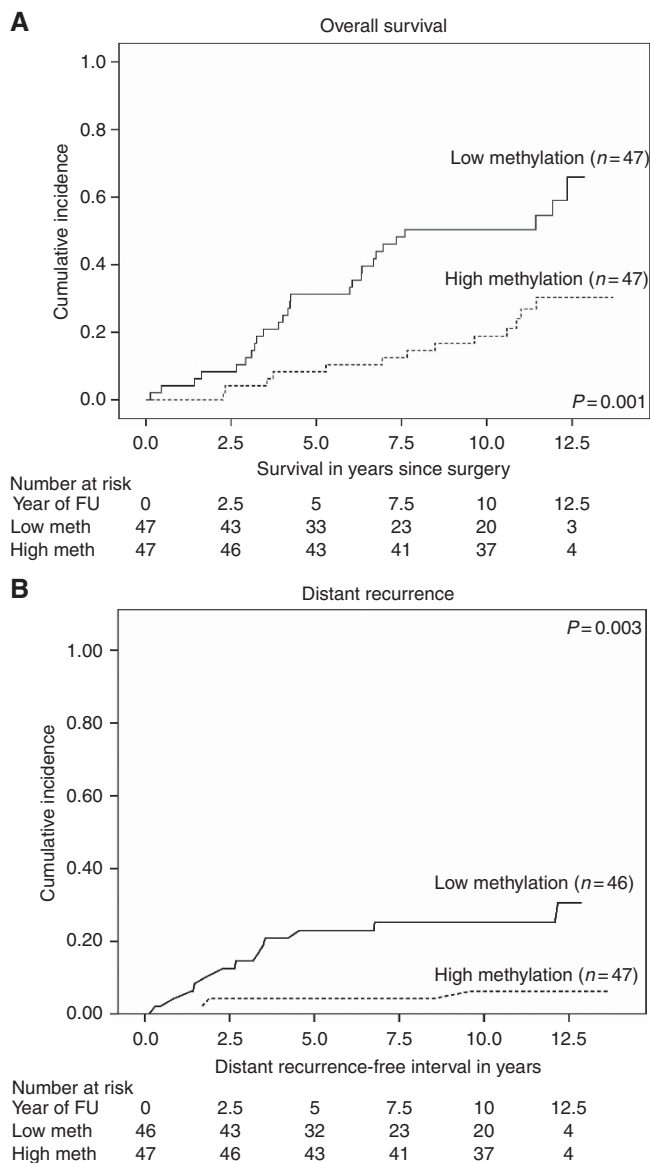 A
Overall survival
1.0
0.8
0.6
0.4
0.2
0.0
Cumulative incidence
Low methylation (n=47)
High methylation (n=47)
P=0.001
0.0 2.5 5.0 7.5 10.0 12.5
Survival in years since surgery
Number at risk
Year of FU 0 2.5 5 7.5 10 12.5
Low meth 47 43 33 23 20 3
High meth 47 46 43 41 37 4
B
Distant recurrence
P=0.003
1.00
0.80
0.60
0.40
0.20
0.00
Cumulative incidence
Low methylation (n=46)
High methylation (n=47)
0.0 2.5 5.0 7.5 10.0 12.5
Distant recurrence-free interval in years
Number at risk
Year of FU 0 2.5 5 7.5 10 12.5
Low meth 46 43 32 23 20 4
High meth 47 46 43 41 37 4